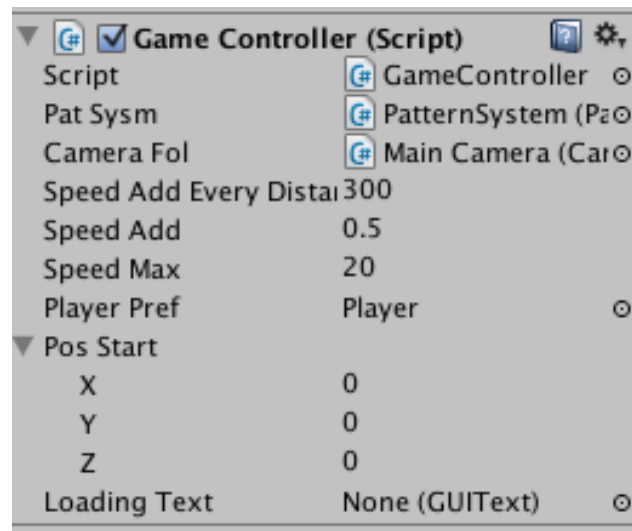 Game Controller (Script)
Script GameController
Pat Sysm PatternSystem (Pa
Camera Fol Main Camera (Car
Speed Add Every Distan 300
Speed Add 0.5
Speed Max 20
Player Pref Player
Pos Start
X 0
Y 0
Z 0
Loading Text None (GUIText)